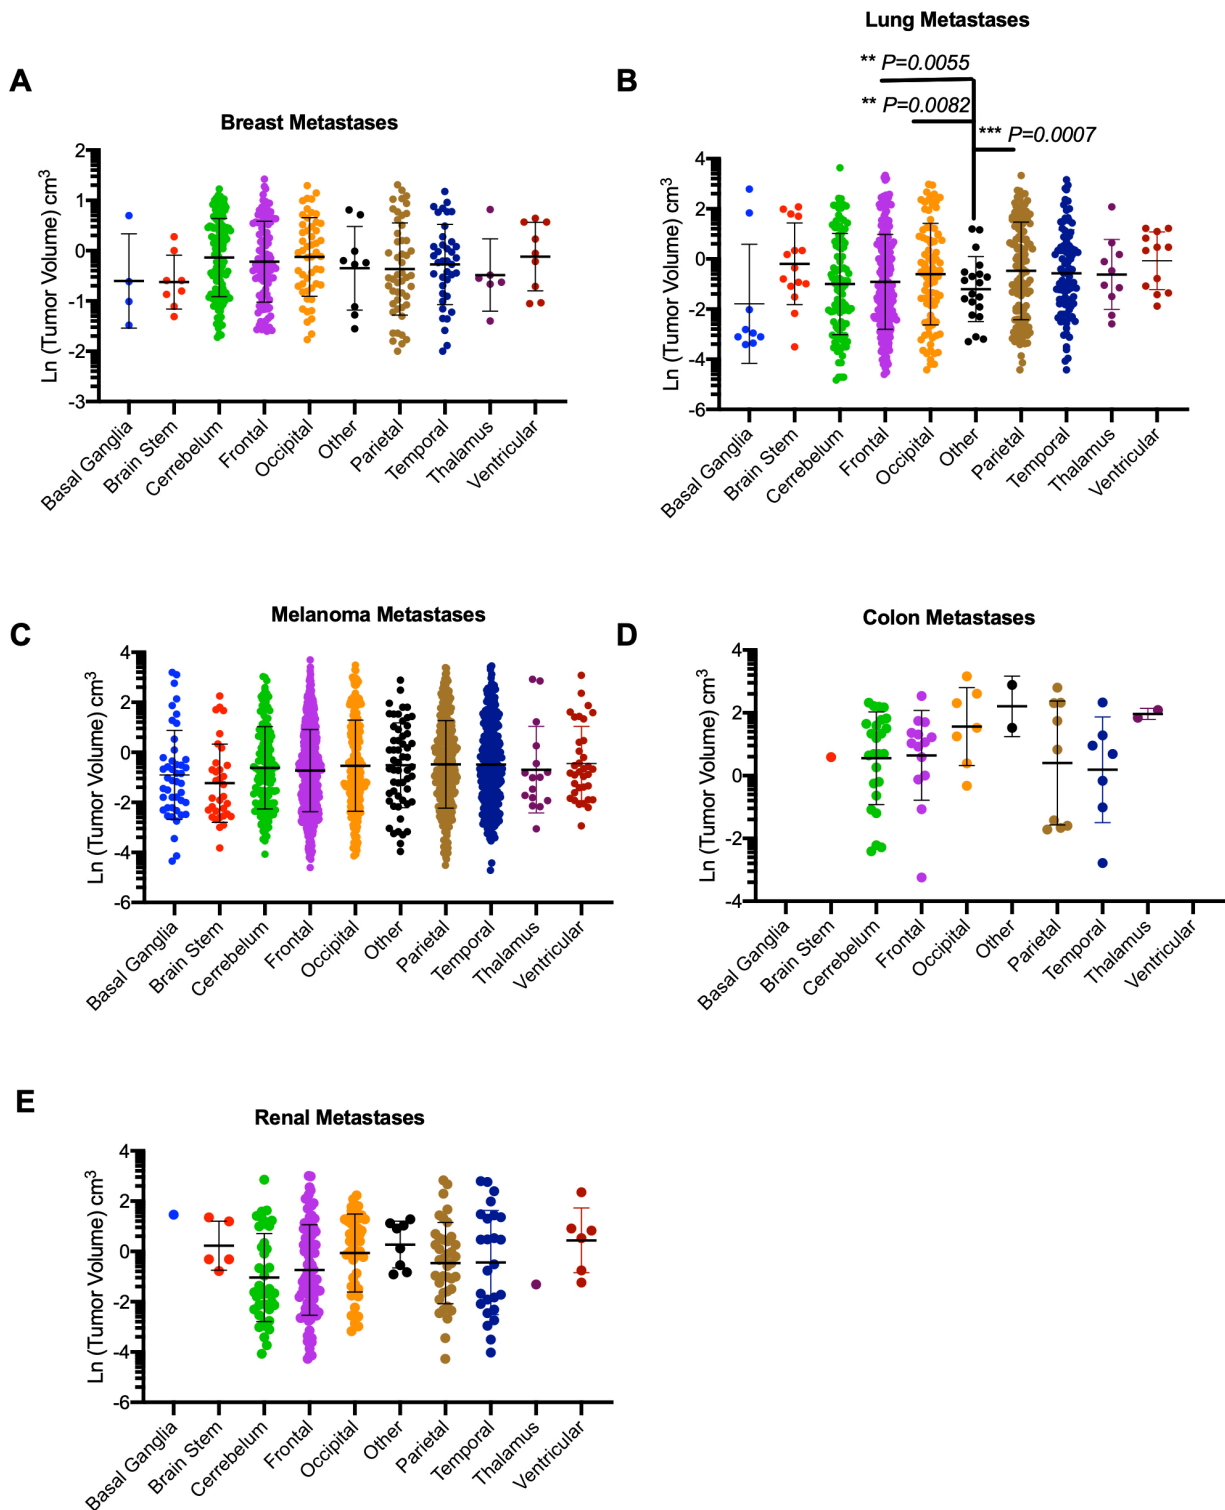 A
Breast Metastases
Ln (Tumor Volume) cm³
2
1
0
-1
-2
-3
Basal Ganglia
Brain Stem
Cerrebelum
Frontal
Occipital
Other
Parietal
Temporal
Thalamus
Ventricular
B
Lung Metastases
** P=0.0055
** P=0.0082
*** P=0.0007
Ln (Tumor Volume) cm³
4
2
0
-2
-4
-6
Basal Ganglia
Brain Stem
Cerrebelum
Frontal
Occipital
Other
Parietal
Temporal
Thalamus
Ventricular
C
Melanoma Metastases
Ln (Tumor Volume) cm³
4
2
0
-2
-4
-6
Basal Ganglia
Brain Stem
Cerrebelum
Frontal
Occipital
Other
Parietal
Temporal
Thalamus
Ventricular
D
Colon Metastases
Ln (Tumor Volume) cm³
4
2
0
-2
-4
Basal Ganglia
Brain Stem
Cerrebelum
Frontal
Occipital
Other
Parietal
Temporal
Thalamus
Ventricular
E
Renal Metastases
Ln (Tumor Volume) cm³
4
2
0
-2
-4
-6
Basal Ganglia
Brain Stem
Cerrebelum
Frontal
Occipital
Other
Parietal
Temporal
Thalamus
Ventricular